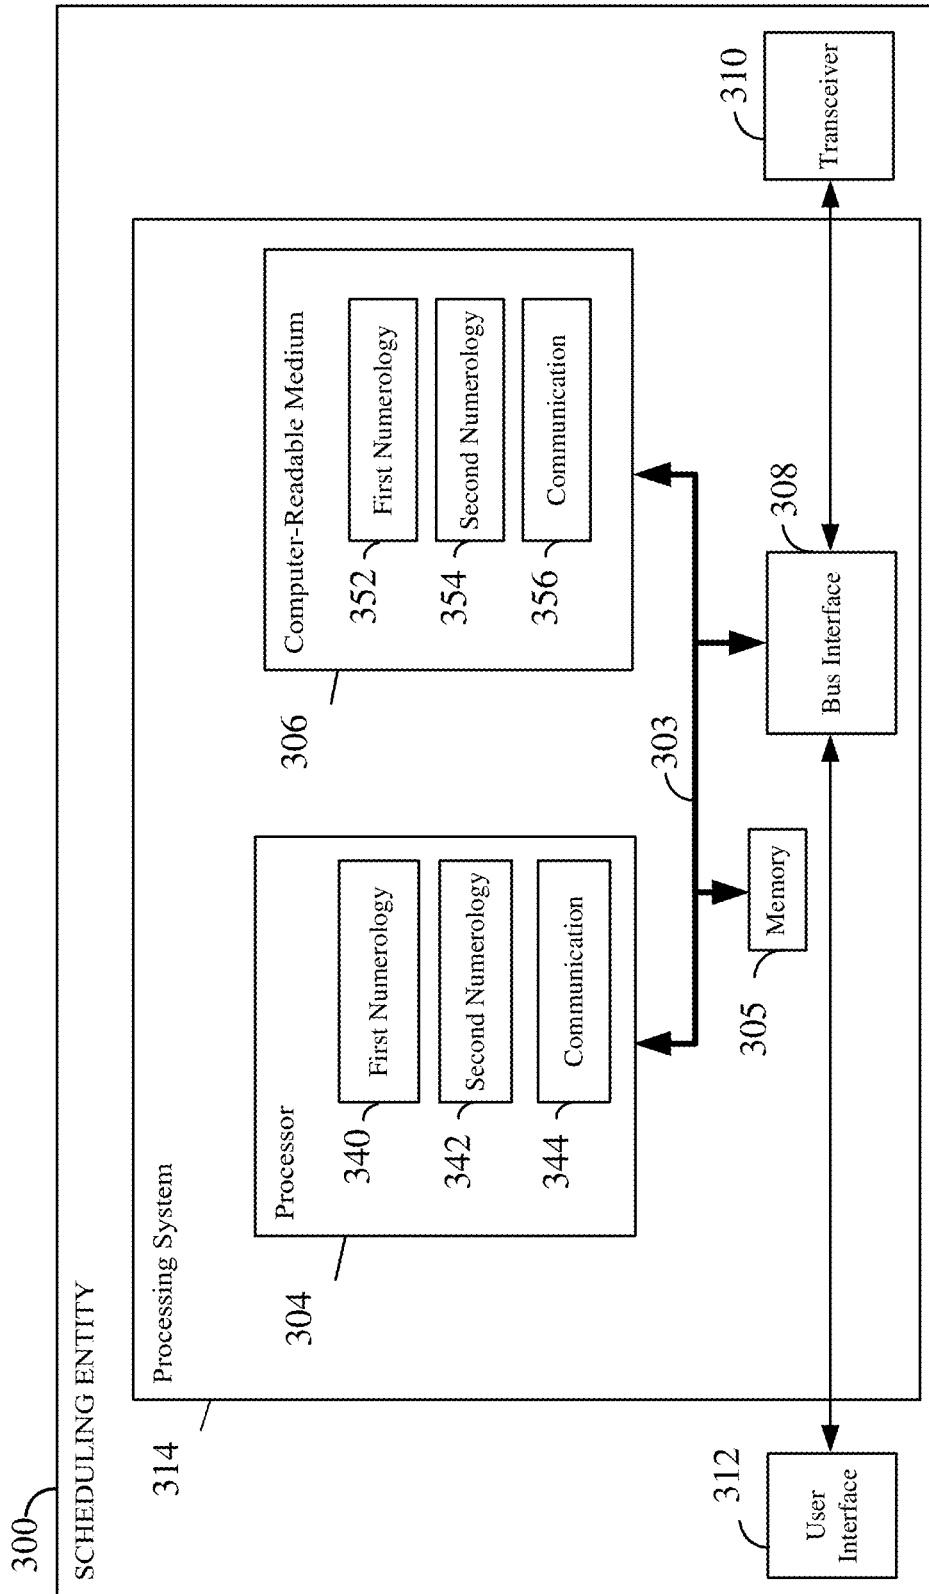 300
SCHEDULING ENTITY
314
Processing System
304
Processor
340
First Numerology
342
Second Numerology
344
Communication
306
Computer-Readable Medium
352
First Numerology
354
Second Numerology
356
Communication
303
305
Memory
308
Bus Interface
312
User
Interface
310
Transceiver